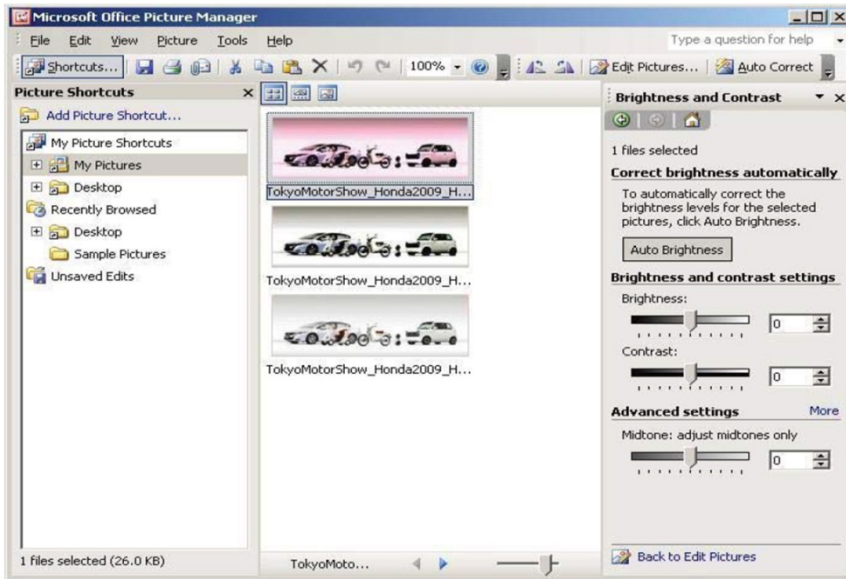 Microsoft Office Picture Manager
File Edit View Picture Tools Help Type a question for help
Shortcuts... 100% Edit Pictures... Auto Correct
Picture Shortcuts
Add Picture Shortcut...
My Picture Shortcuts
My Pictures
Desktop
Recently Browsed
Desktop
Sample Pictures
Unsaved Edits
1 files selected (26.0 KB)
TokyoMotorShow_Honda2009_H...
TokyoMotorShow_Honda2009_H...
TokyoMotorShow_Honda2009_H...
TokyoMoto...
Brightness and Contrast
1 files selected
Correct brightness automatically
To automatically correct the
brightness levels for the selected
pictures, click Auto Brightness.
Auto Brightness
Brightness and contrast settings
Brightness:
0
Contrast:
0
Advanced settings More
Midtone: adjust midtones only
0
Back to Edit Pictures